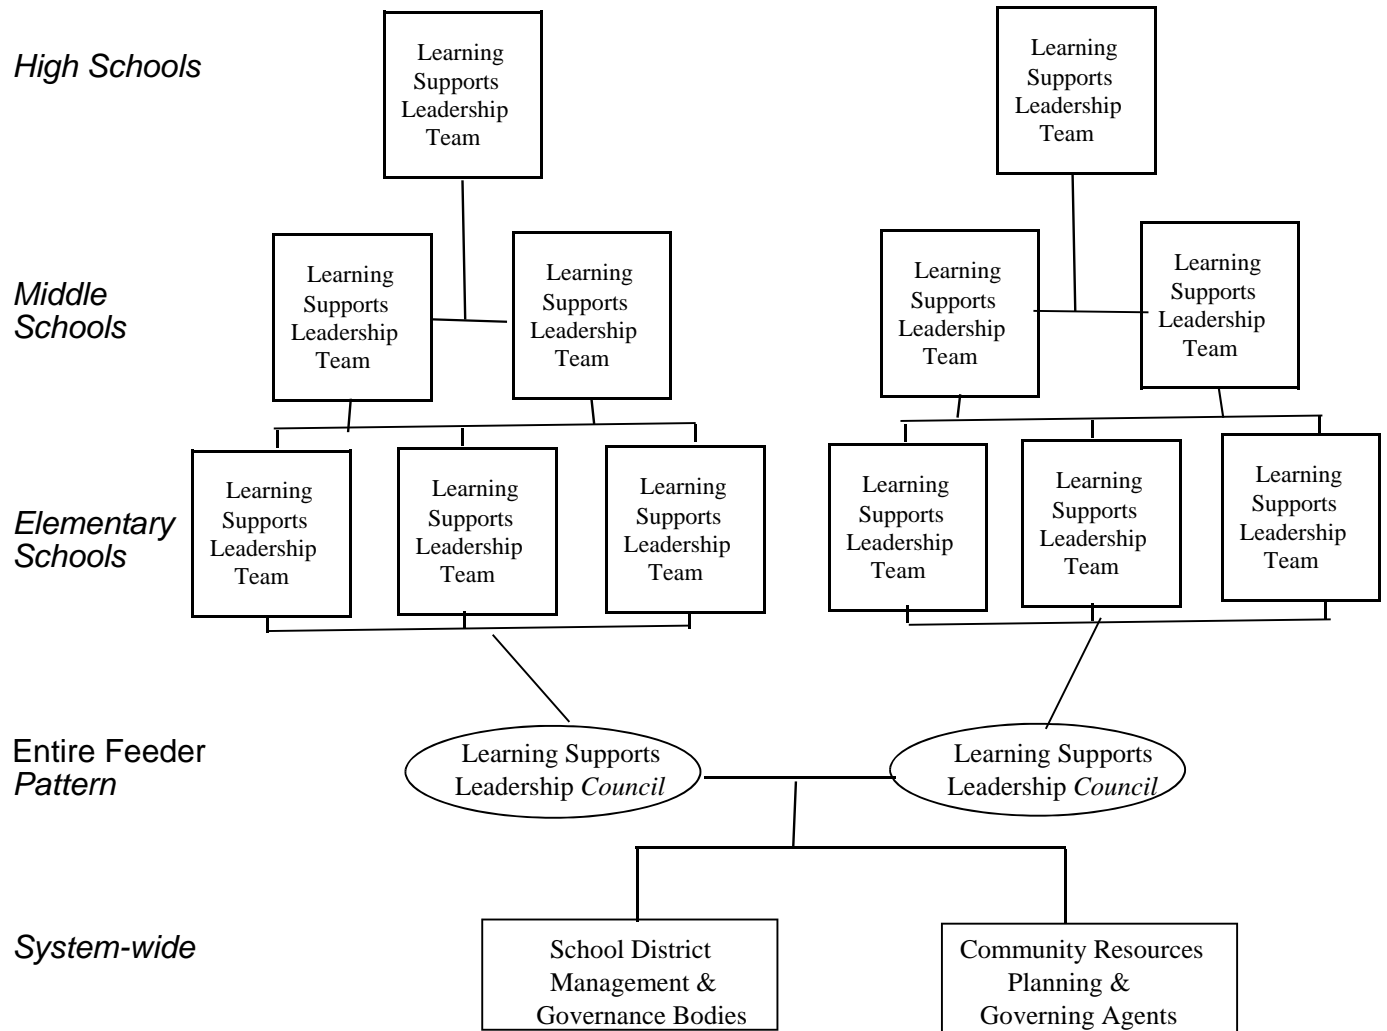 High Schools
Learning
Supports
Leadership
Team
Learning
Supports
Leadership
Team
Middle
Schools
Learning
Supports
Leadership
Team
Learning
Supports
Leadership
Team
Learning
Supports
Leadership
Team
Learning
Supports
Leadership
Team
Elementary
Schools
Learning
Supports
Leadership
Team
Learning
Supports
Leadership
Team
Learning
Supports
Leadership
Team
Learning
Supports
Leadership
Team
Learning
Supports
Leadership
Team
Learning
Supports
Leadership
Team
Entire Feeder
Pattern
Learning Supports
Leadership Council
Learning Supports
Leadership Council
System-wide
School District
Management &
Governance Bodies
Community Resources
Planning &
Governing Agents